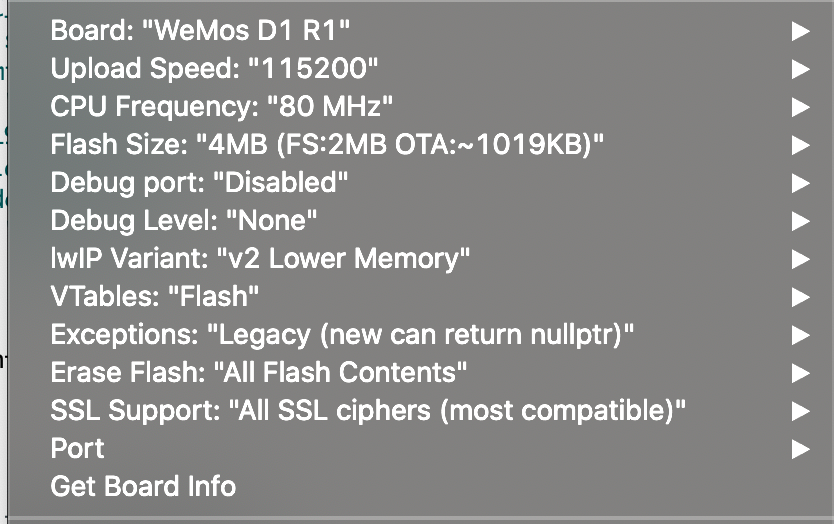 Board: "WeMos D1 R1"
Upload Speed: "115200"
CPU Frequency: "80 MHz"
Flash Size: "4MB (FS:2MB OTA:~1019KB)"
Debug port: "Disabled"
Debug Level: "None"
lwIP Variant: "v2 Lower Memory"
VTables: "Flash"
Exceptions: "Legacy (new can return nullptr)"
Erase Flash: "All Flash Contents"
SSL Support: "All SSL ciphers (most compatible)"
Port
Get Board Info